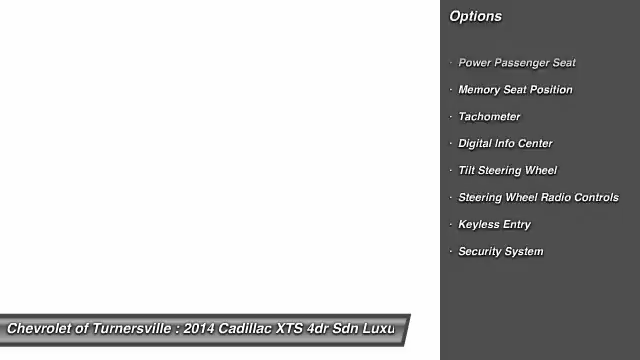 Options
· Power Passenger Seat
· Memory Seat Position
· Tachometer
· Digital Info Center
· Tilt Steering Wheel
· Steering Wheel Radio Controls
· Keyless Entry
· Security System
Chevrolet of Turnersville : 2014 Cadillac XTS 4dr Sdn Luxu